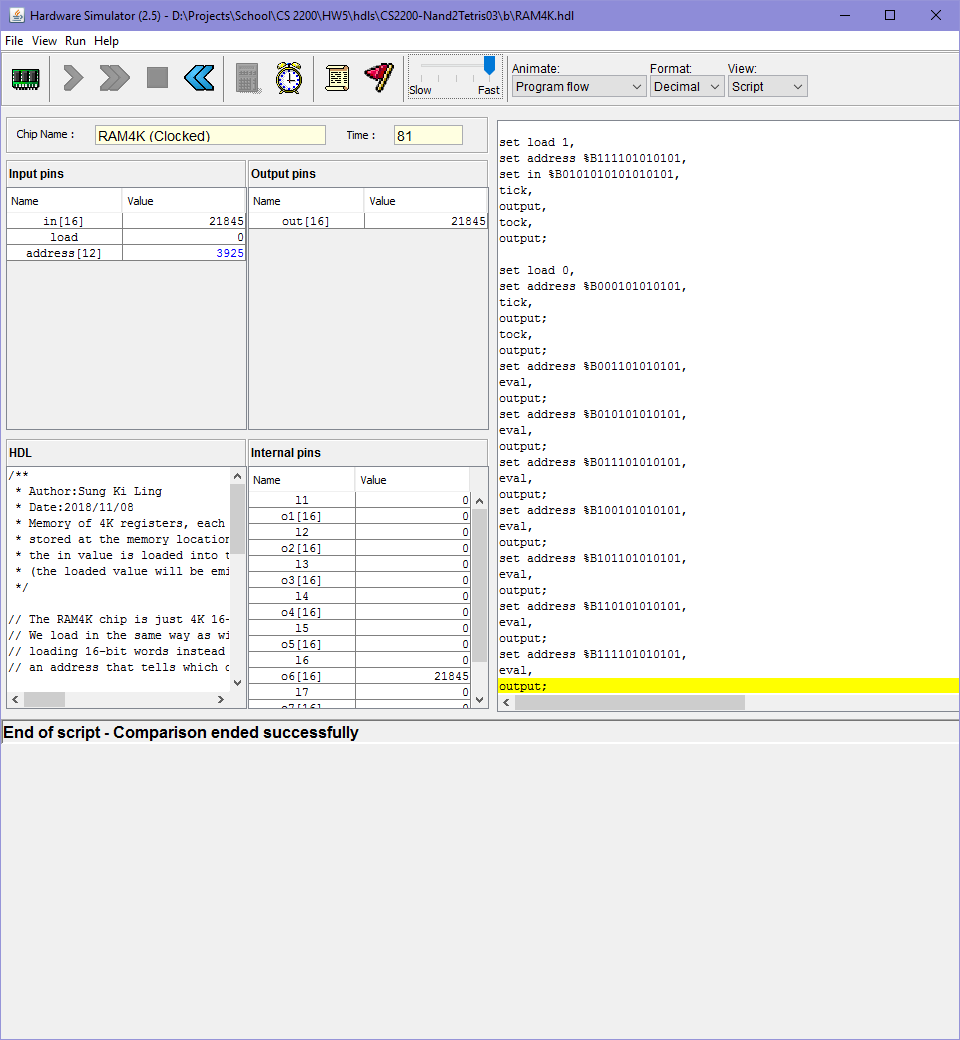 Hardware Simulator (2.5) - D:\Projects\School\CS 2200\HW5\hdls\CS2200-Nand2Tetris03\b\RAM4K.hdl
File View Run Help
Slow Fast
Animate: Format: View:
Program flow Decimal Script
Chip Name : RAM4K (Clocked) Time : 81
Input pins
Name Value
in[16] 21845
load 0
address[12] 3925
Output pins
Name Value
out[16] 21845
HDL
/**
* Author:Sung Ki Ling
* Date:2018/11/08
* Memory of 4K registers, each
* stored at the memory location
* the in value is loaded into t
* (the loaded value will be emi
*/
// The RAM4K chip is just 4K 16-
// We load in the same way as wi
// loading 16-bit words instead
// an address that tells which o
Internal pins
Name Value
l1 0
o1[16] 0
l2 0
o2[16] 0
l3 0
o3[16] 0
l4 0
o4[16] 0
l5 0
o5[16] 0
l6 0
o6[16] 21845
l7 0
o7[16] 0
set load 1,
set address %B111101010101,
set in %B0101010101010101,
tick,
output,
tock,
output;
set load 0,
set address %B000101010101,
tick,
output;
tock,
output;
set address %B001101010101,
eval,
output;
set address %B010101010101,
eval,
output;
set address %B011101010101,
eval,
output;
set address %B100101010101,
eval,
output;
set address %B101101010101,
eval,
output;
set address %B110101010101,
eval,
output;
set address %B111101010101,
eval,
output;
End of script - Comparison ended successfully